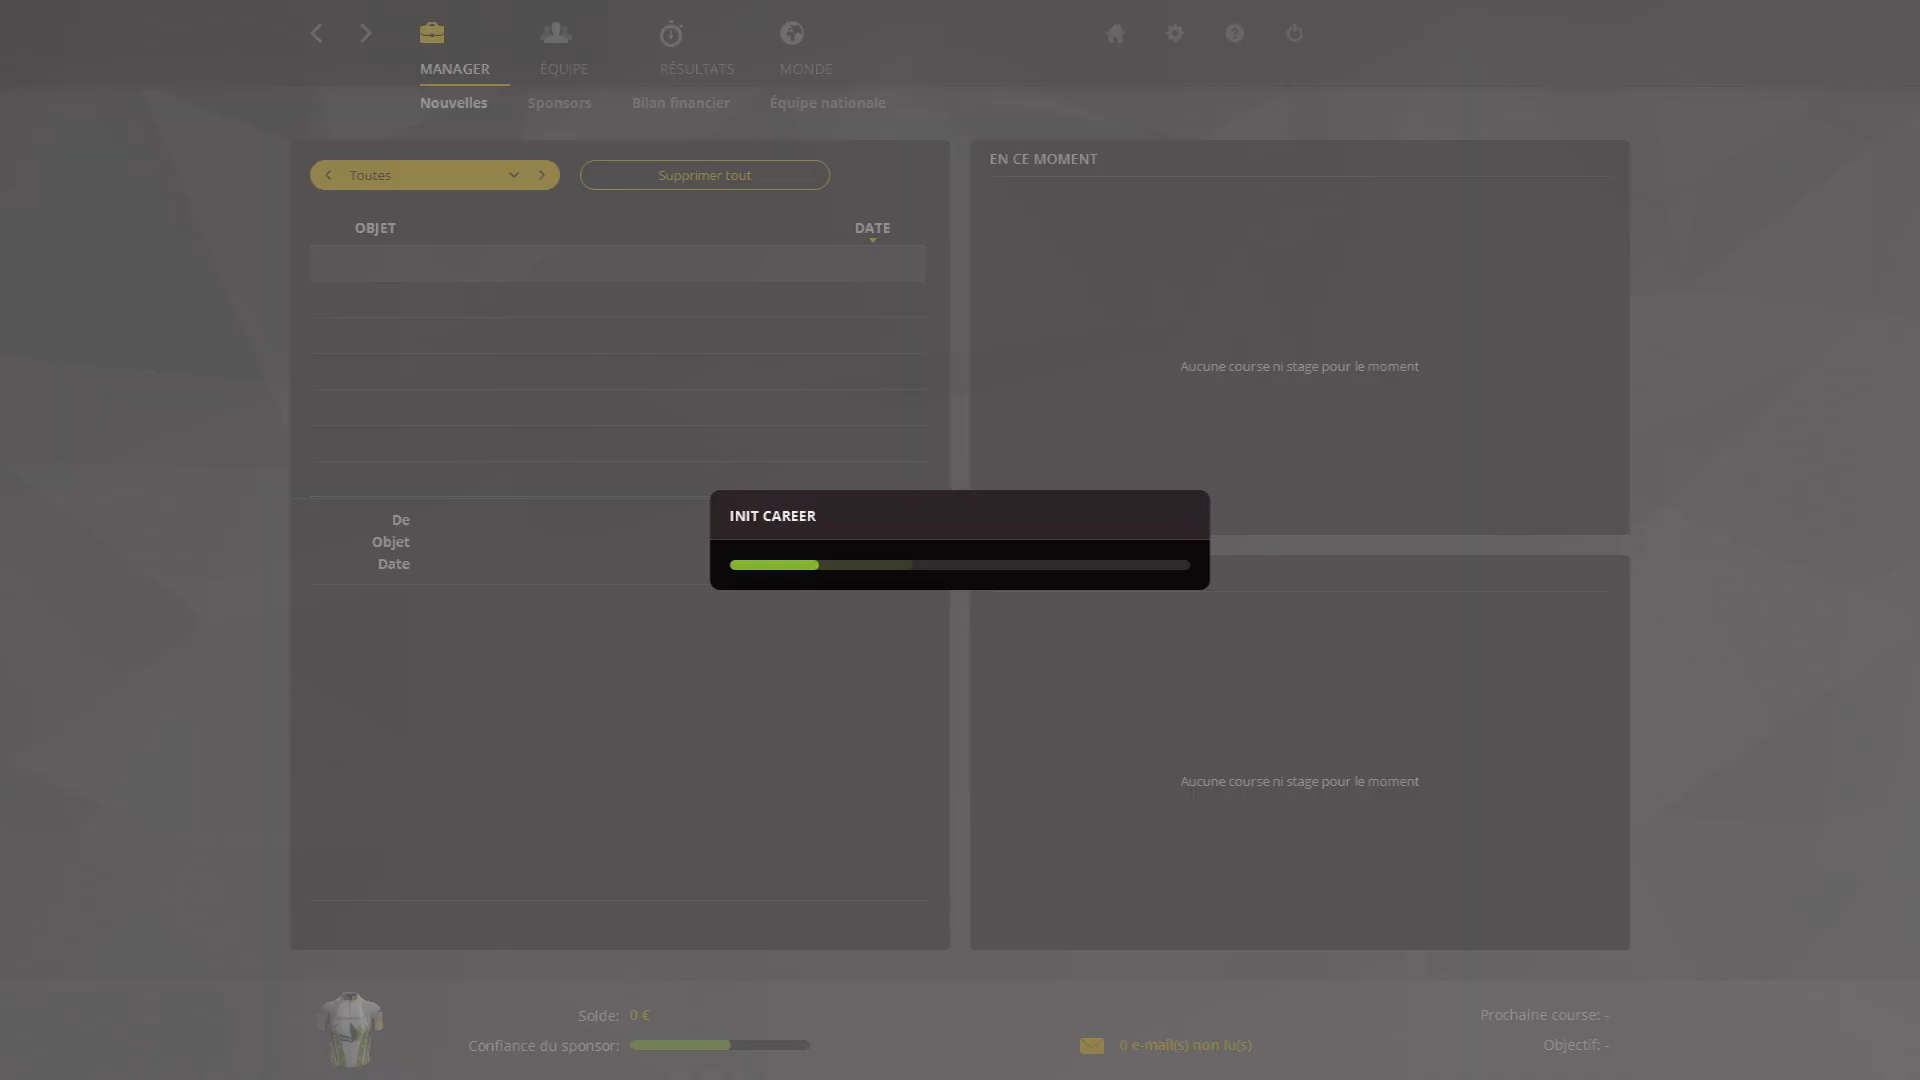 MANAGER
ÉQUIPE
RÉSULTATS
MONDE
Nouvelles
Sponsors
Bilan financier
Équipe nationale
Toutes
Supprimer tout
OBJET
DATE
De
Objet
Date
EN CE MOMENT
Aucune course ni stage pour le moment
INIT CAREER
Aucune course ni stage pour le moment
Solde: 0 €
Confiance du sponsor:
0 e-mail(s) non lu(s)
Prochaine course: -
Objectif: -